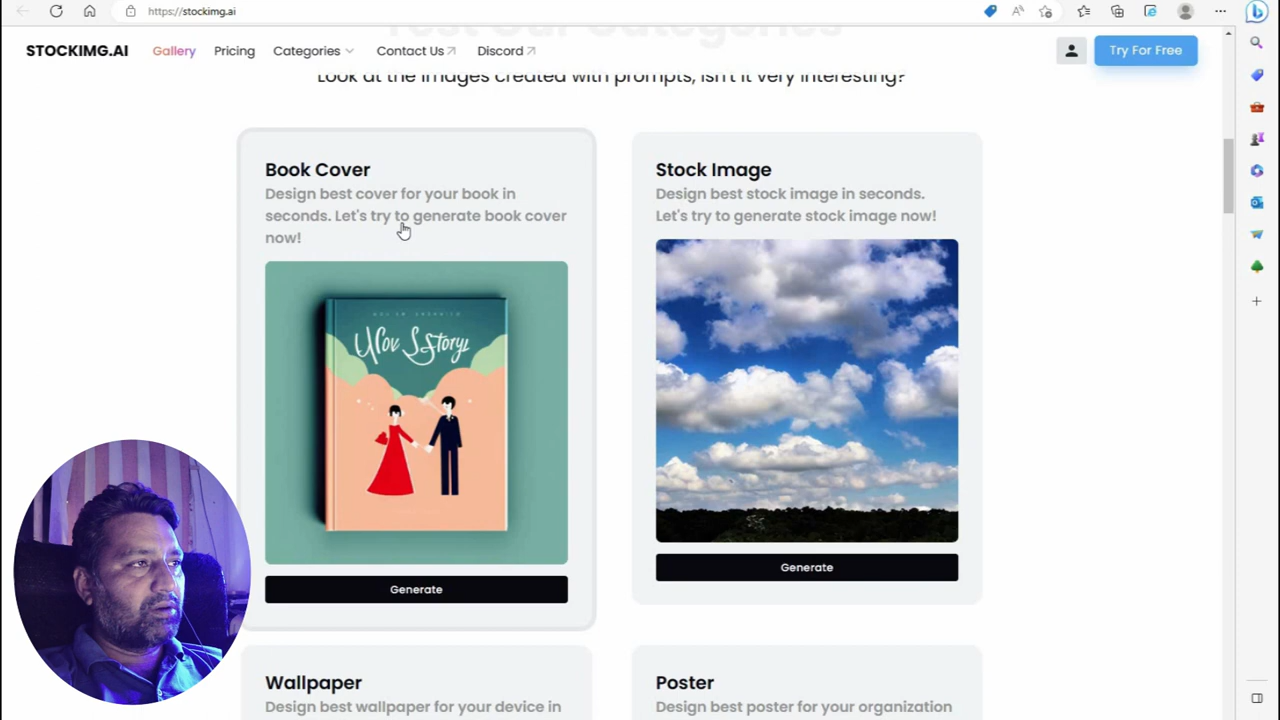 https://stockimg.ai
STOCKIMG.AI Gallery Pricing Categories Contact Us Discord Try For Free
Test Our Categories
Look at the images created with prompts, isn't it very interesting?
Book Cover
Design best cover for your book in
seconds. Let's try to generate book cover
now!
Generate
Stock Image
Design best stock image in seconds.
Let's try to generate stock image now!
Generate
Wallpaper
Design best wallpaper for your device in
Poster
Design best poster for your organization